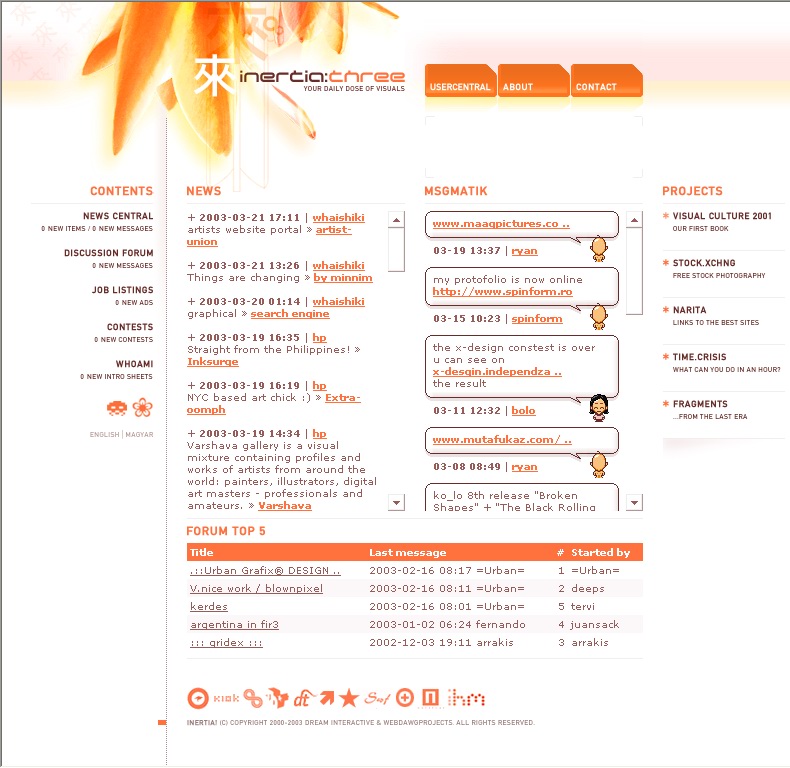 來 inertia:three
YOUR DAILY DOSE OF VISUALS
USERCENTRAL
ABOUT
CONTACT
CONTENTS
NEWS CENTRAL
0 NEW ITEMS / 0 NEW MESSAGES
DISCUSSION FORUM
0 NEW MESSAGES
JOB LISTINGS
0 NEW ADS
CONTESTS
0 NEW CONTESTS
WHOAMI
0 NEW INTRO SHEETS
ENGLISH | MAGYAR
NEWS
+ 2003-03-21 17:11 | whaishiki
artists website portal » artist-
union
+ 2003-03-21 13:26 | whaishiki
Things are changing » by minnim
+ 2003-03-20 01:14 | whaishiki
graphical » search engine
+ 2003-03-19 16:35 | hp
Straight from the Philippines! »
Inksurge
+ 2003-03-19 16:19 | hp
NYC based art chick :) » Extra-
oomph
+ 2003-03-19 14:34 | hp
Varshava gallery is a visual
mixture containing profiles and
works of artists from around the
world: painters, illustrators, digital
art masters - professionals and
amateurs. » Varshava
MSGMATIK
www.maagpictures.co ..
03-19 13:37 | ryan
my protofolio is now online
http://www.spinform.ro
03-15 10:23 | spinform
the x-design constest is over
u can see on
x-desgin.independza ..
the result
03-11 12:32 | bolo
www.mutafukaz.com/ ..
03-08 08:49 | ryan
ko_lo 8th release "Broken
Shapes" + "The Black Rolling
PROJECTS
* VISUAL CULTURE 2001
OUR FIRST BOOK
* STOCK.XCHNG
FREE STOCK PHOTOGRAPHY
* NARITA
LINKS TO THE BEST SITES
* TIME.CRISIS
WHAT CAN YOU DO IN AN HOUR?
* FRAGMENTS
...FROM THE LAST ERA
FORUM TOP 5
Title Last message # Started by
.::Urban Grafix® DESIGN .. 2003-02-16 08:17 =Urban= 1 =Urban=
V.nice work / blownpixel 2003-02-16 08:11 =Urban= 2 deeps
kerdes 2003-02-16 08:01 =Urban= 5 tervi
argentina in fir3 2003-01-02 06:24 fernando 4 juansack
::: gridex ::: 2002-12-03 19:11 arrakis 3 arrakis
INERTIA! (C) COPYRIGHT 2000-2003 DREAM INTERACTIVE & WEBDAWGPROJECTS. ALL RIGHTS RESERVED.